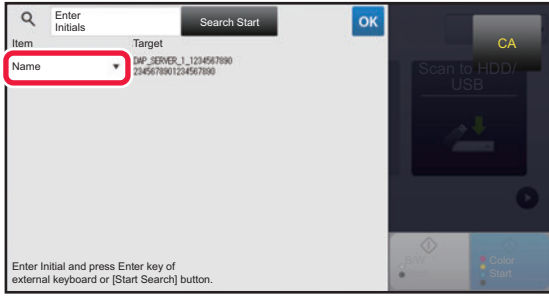 Enter
Initials
Search Start
OK
CA
Item
Target
Name
DAP_SERVER_1_1234567890
2345678901234567890
Scan to HDD/
USB
Enter Initial and press Enter key of
external keyboard or [Start Search] button.
B/W
Start
Color
Start